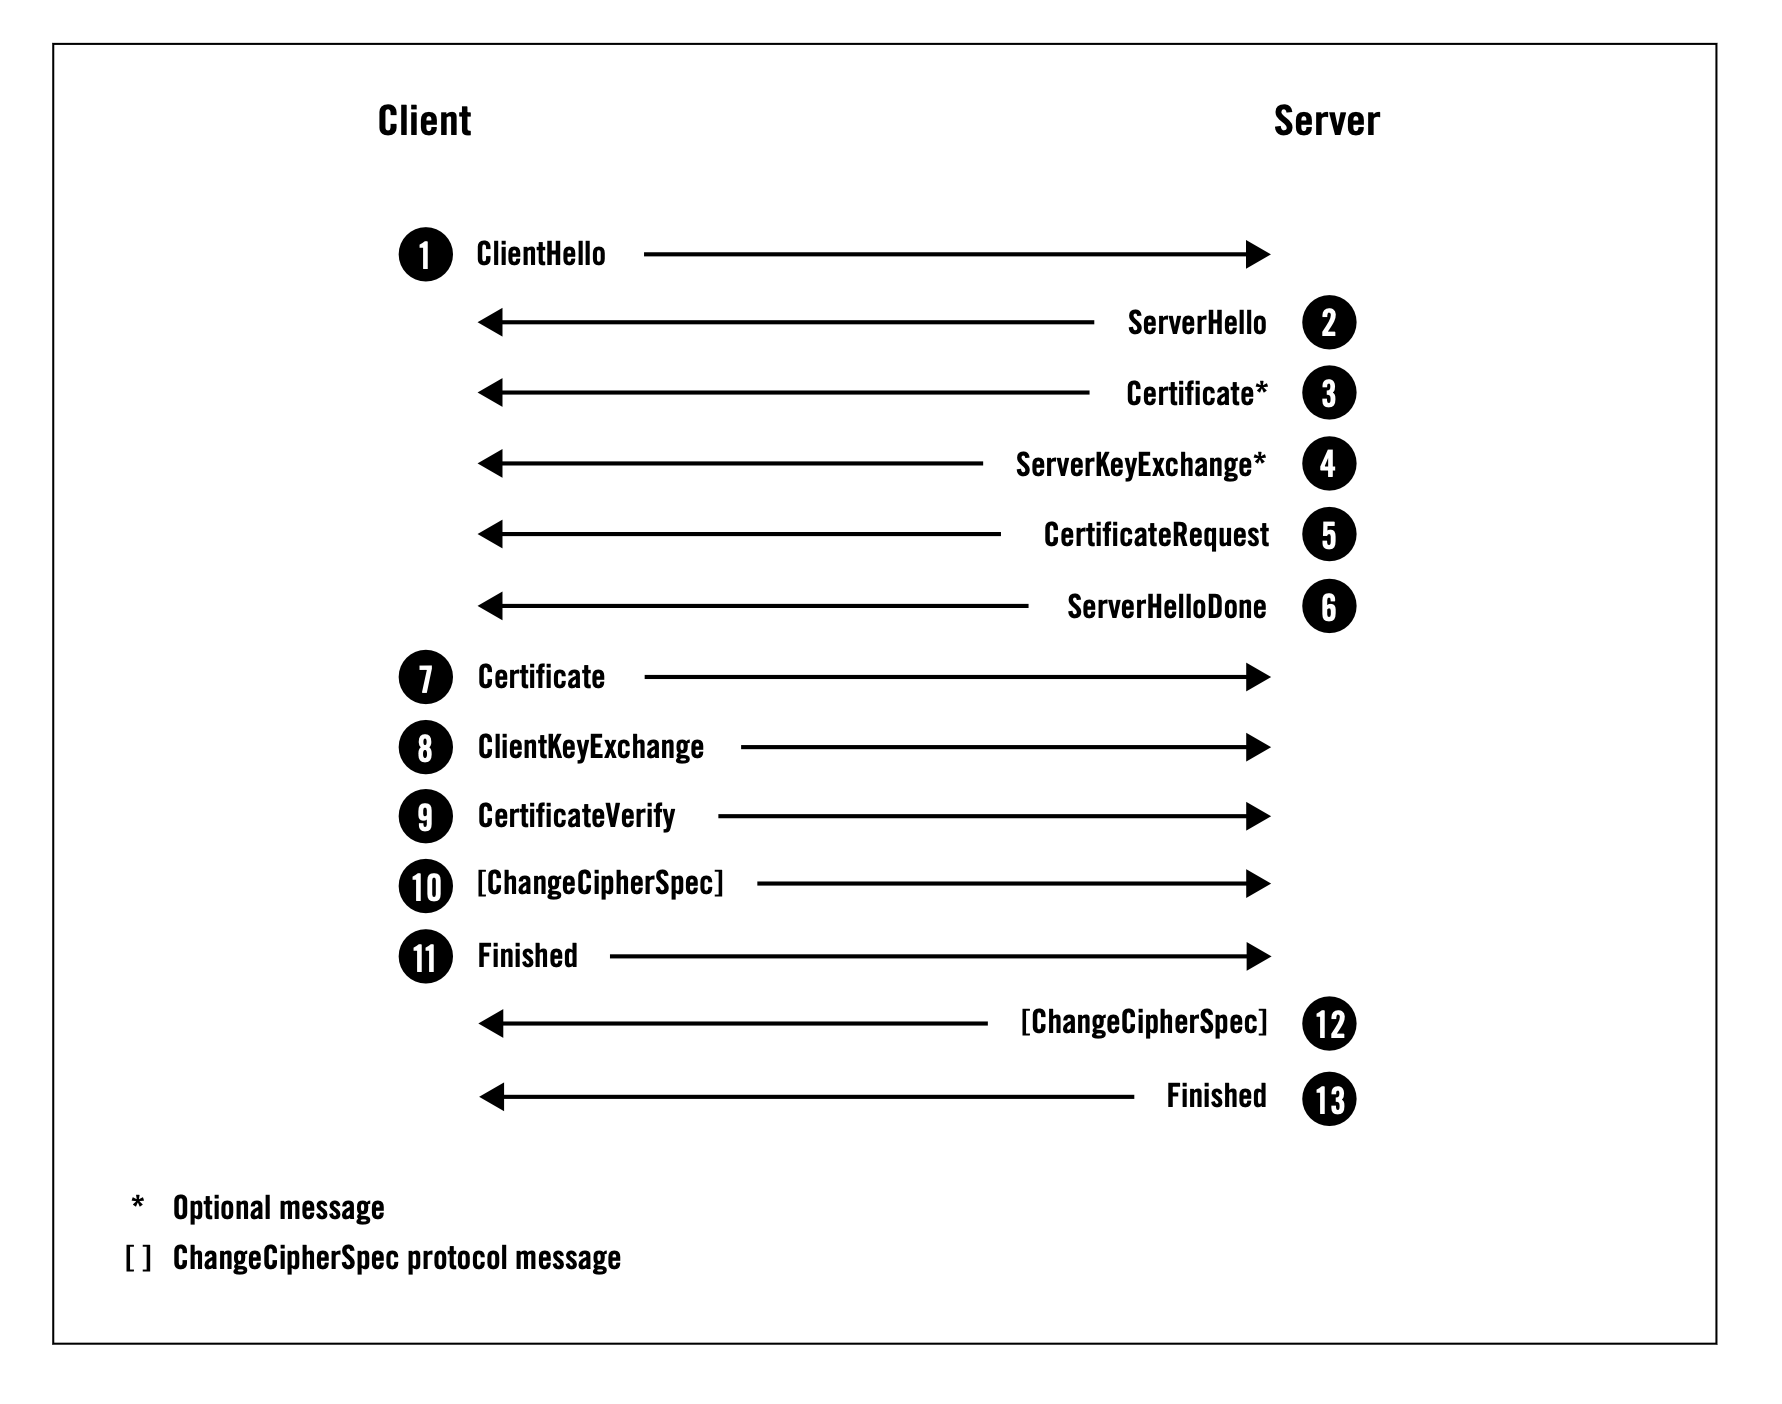 Client Server
1 ClientHello
ServerHello 2
Certificate* 3
ServerKeyExchange* 4
CertificateRequest 5
ServerHelloDone 6
7 Certificate
8 ClientKeyExchange
9 CertificateVerify
10 [ChangeCipherSpec]
11 Finished
[ChangeCipherSpec] 12
Finished 13
* Optional message
[ ] ChangeCipherSpec protocol message